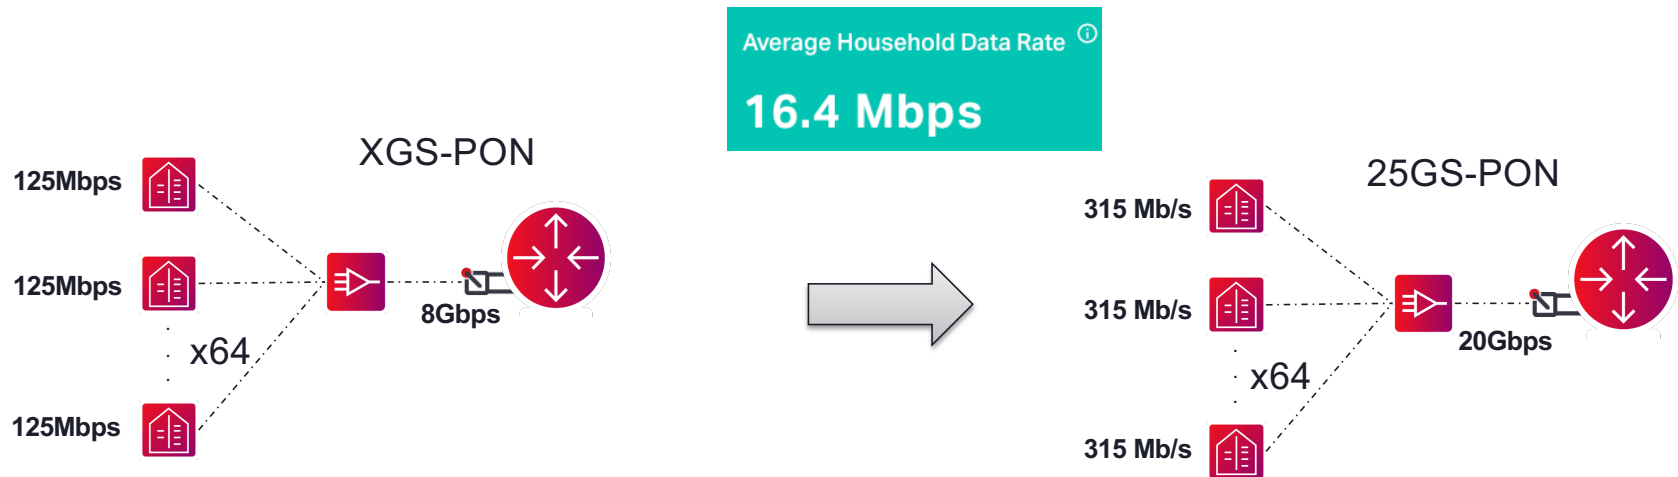 Average Household Data Rate
16.4 Mbps
XGS-PON
125Mbps
125Mbps
8Gbps
x64
125Mbps
25GS-PON
315 Mb/s
315 Mb/s
20Gbps
x64
315 Mb/s